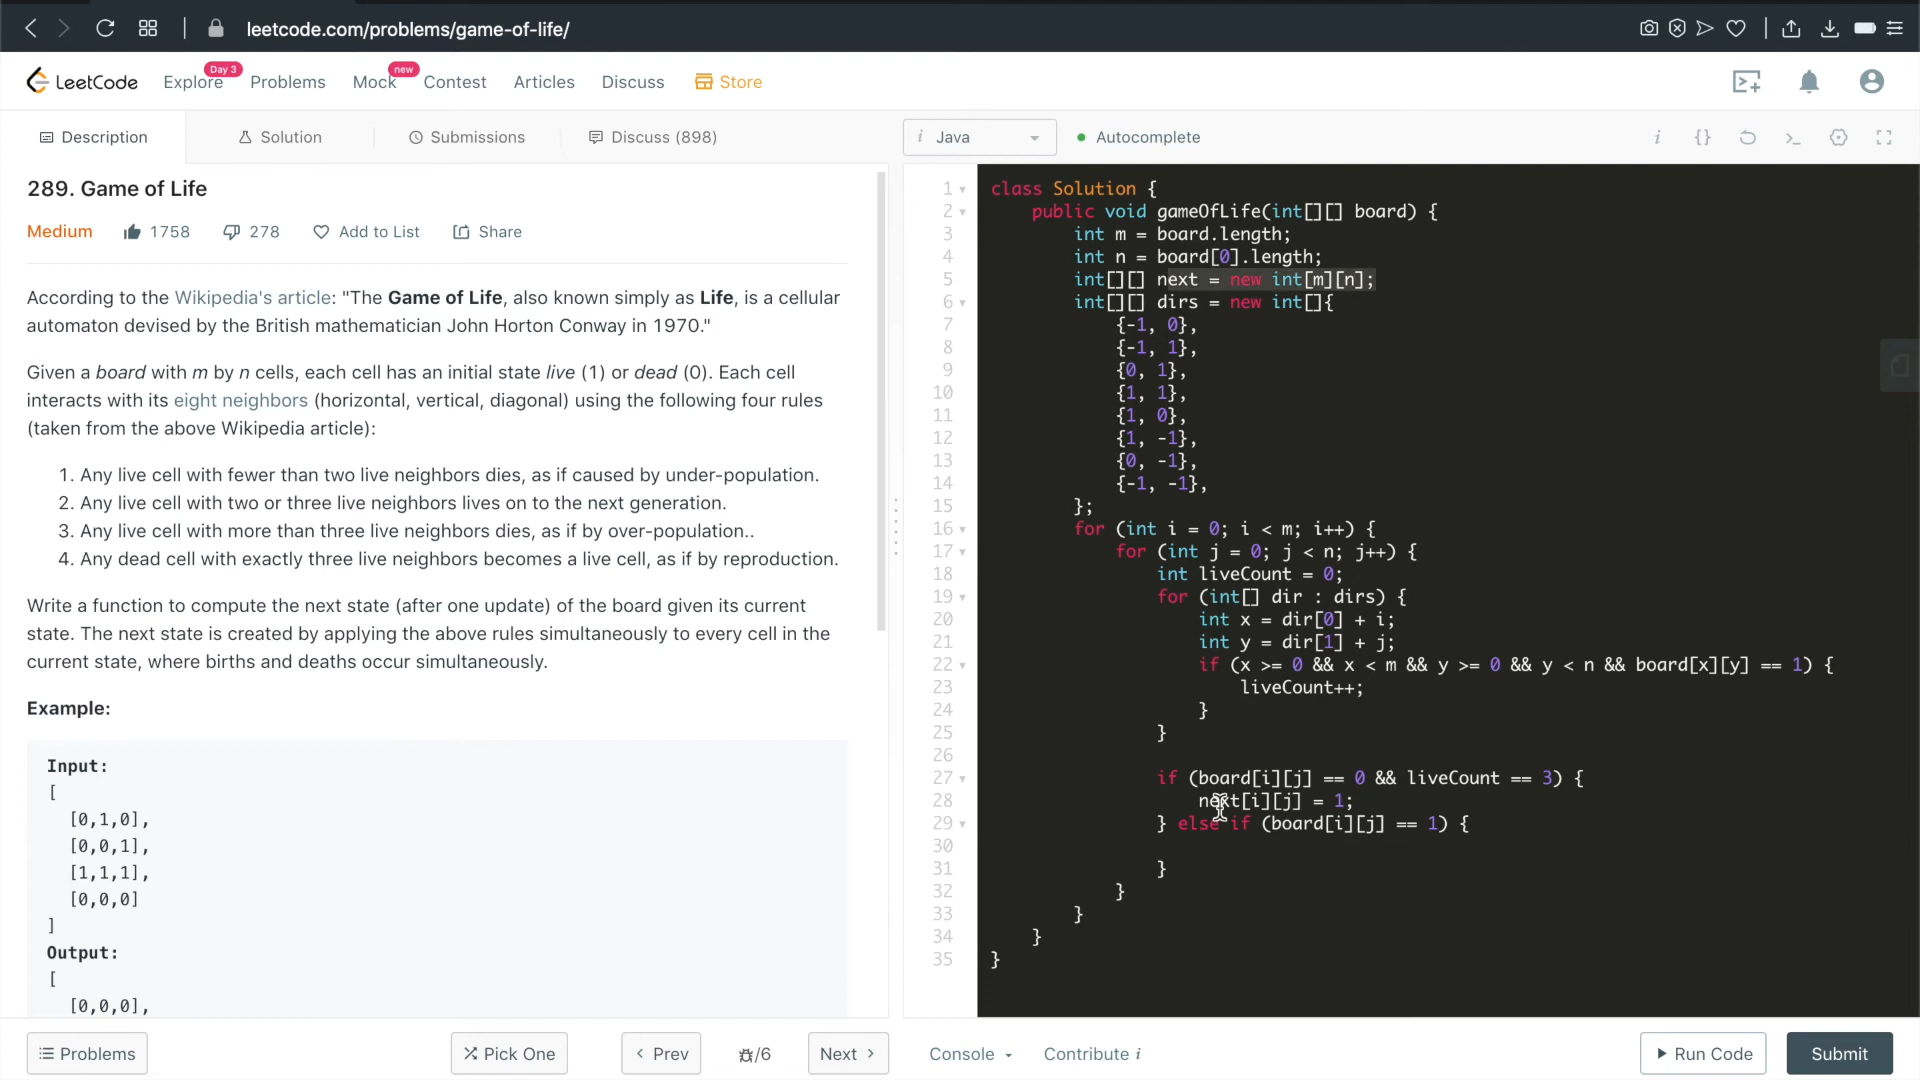 leetcode.com/problems/game-of-life/
LeetCode Explore Day 3 Problems Mock new Contest Articles Discuss Store
Description Solution Submissions Discuss (898)
i Java Autocomplete
289. Game of Life
Medium 1758 278 Add to List Share
According to the Wikipedia's article: "The Game of Life, also known simply as Life, is a cellular
automaton devised by the British mathematician John Horton Conway in 1970."
Given a board with m by n cells, each cell has an initial state live (1) or dead (0). Each cell
interacts with its eight neighbors (horizontal, vertical, diagonal) using the following four rules
(taken from the above Wikipedia article):
1. Any live cell with fewer than two live neighbors dies, as if caused by under-population.
2. Any live cell with two or three live neighbors lives on to the next generation.
3. Any live cell with more than three live neighbors dies, as if by over-population..
4. Any dead cell with exactly three live neighbors becomes a live cell, as if by reproduction.
Write a function to compute the next state (after one update) of the board given its current
state. The next state is created by applying the above rules simultaneously to every cell in the
current state, where births and deaths occur simultaneously.
Example:
Input:
[
[0,1,0],
[0,0,1],
[1,1,1],
[0,0,0]
]
Output:
[
[0,0,0],
1 class Solution {
2 public void gameOfLife(int[][] board) {
3 int m = board.length;
4 int n = board[0].length;
5 int[][] next = new int[m][n];
6 int[][] dirs = new int[]{
7 {-1, 0},
8 {-1, 1},
9 {0, 1},
10 {1, 1},
11 {1, 0},
12 {1, -1},
13 {0, -1},
14 {-1, -1},
15 };
16 for (int i = 0; i < m; i++) {
17 for (int j = 0; j < n; j++) {
18 int liveCount = 0;
19 for (int[] dir : dirs) {
20 int x = dir[0] + i;
21 int y = dir[1] + j;
22 if (x >= 0 && x < m && y >= 0 && y < n && board[x][y] == 1) {
23 liveCount++;
24 }
25 }
26
27 if (board[i][j] == 0 && liveCount == 3) {
28 next[i][j] = 1;
29 } else if (board[i][j] == 1) {
30
31 }
32 }
33 }
34 }
35 }
Problems Pick One < Prev /6 Next > Console Contribute i Run Code Submit